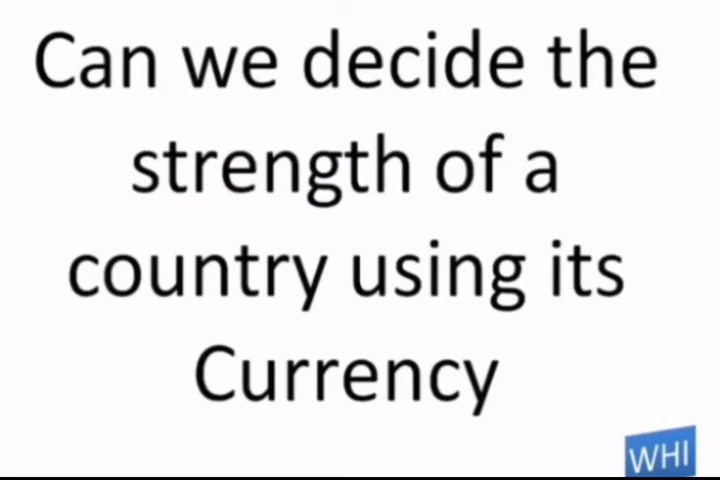 Can we decide the
strength of a
country using its
Currency
WHI